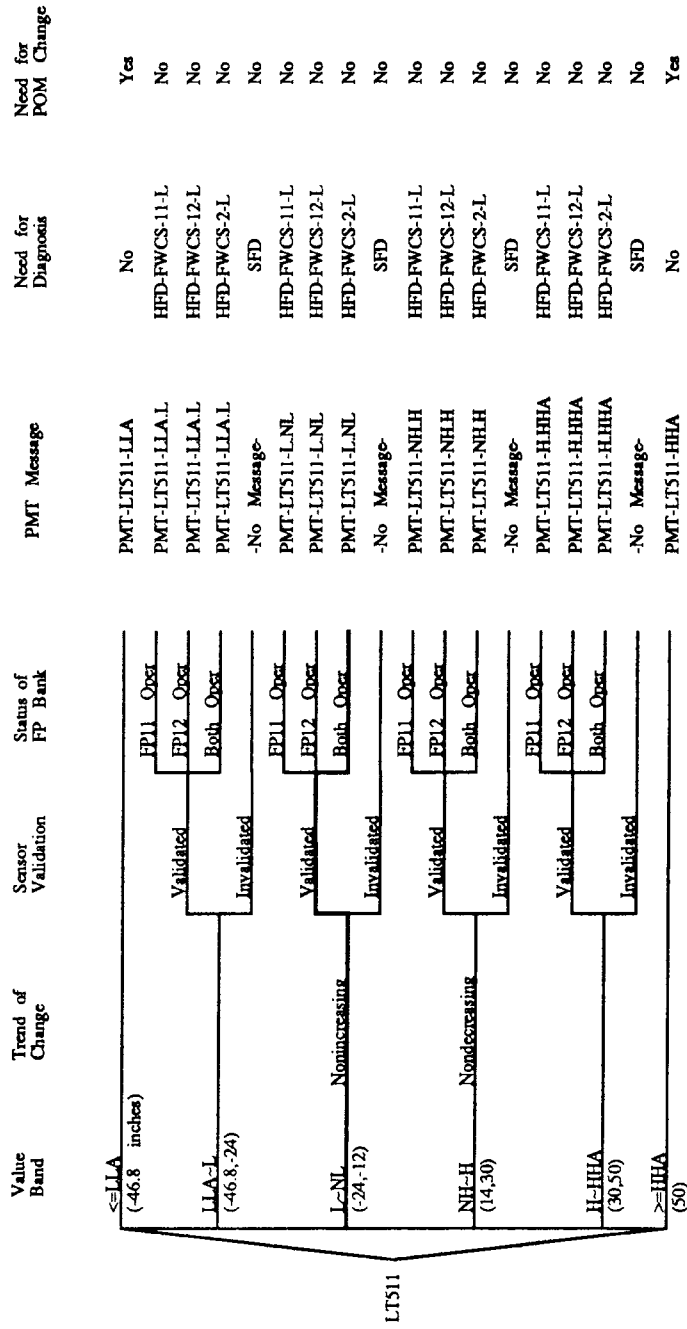 Value Band
Trend of Change
Sensor Validation
Status of FP Bank
PMT Message
Need for Diagnosis
Need for POM Change
LT511
<=LLA
(-46.8 inches)
PMT-LT511-LLA No Yes
LLA~L
(-46.8,-24)
Validated
FP11 Oper PMT-LT511-LLA.L HFD-FWCS-11-L No
FP12 Oper PMT-LT511-LLA.L HFD-FWCS-12-L No
Both Oper PMT-LT511-LLA.L HFD-FWCS-2-L No
Invalidated -No Message- SFD No
L~NL
(-24,-12)
Nonincreasing
Validated
FP11 Oper PMT-LT511-L.NL HFD-FWCS-11-L No
FP12 Oper PMT-LT511-L.NL HFD-FWCS-12-L No
Both Oper PMT-LT511-L.NL HFD-FWCS-2-L No
Invalidated -No Message- SFD No
NH~H
(14,30)
Nondecreasing
Validated
FP11 Oper PMT-LT511-NH.H HFD-FWCS-11-L No
FP12 Oper PMT-LT511-NH.H HFD-FWCS-12-L No
Both Oper PMT-LT511-NH.H HFD-FWCS-2-L No
Invalidated -No Message- SFD No
H~HHA
(30,50)
Validated
FP11 Oper PMT-LT511-H.HHA HFD-FWCS-11-L No
FP12 Oper PMT-LT511-H.HHA HFD-FWCS-12-L No
Both Oper PMT-LT511-H.HHA HFD-FWCS-2-L No
Invalidated -No Message- SFD No
>=HHA
(50)
PMT-LT511-HHA No Yes